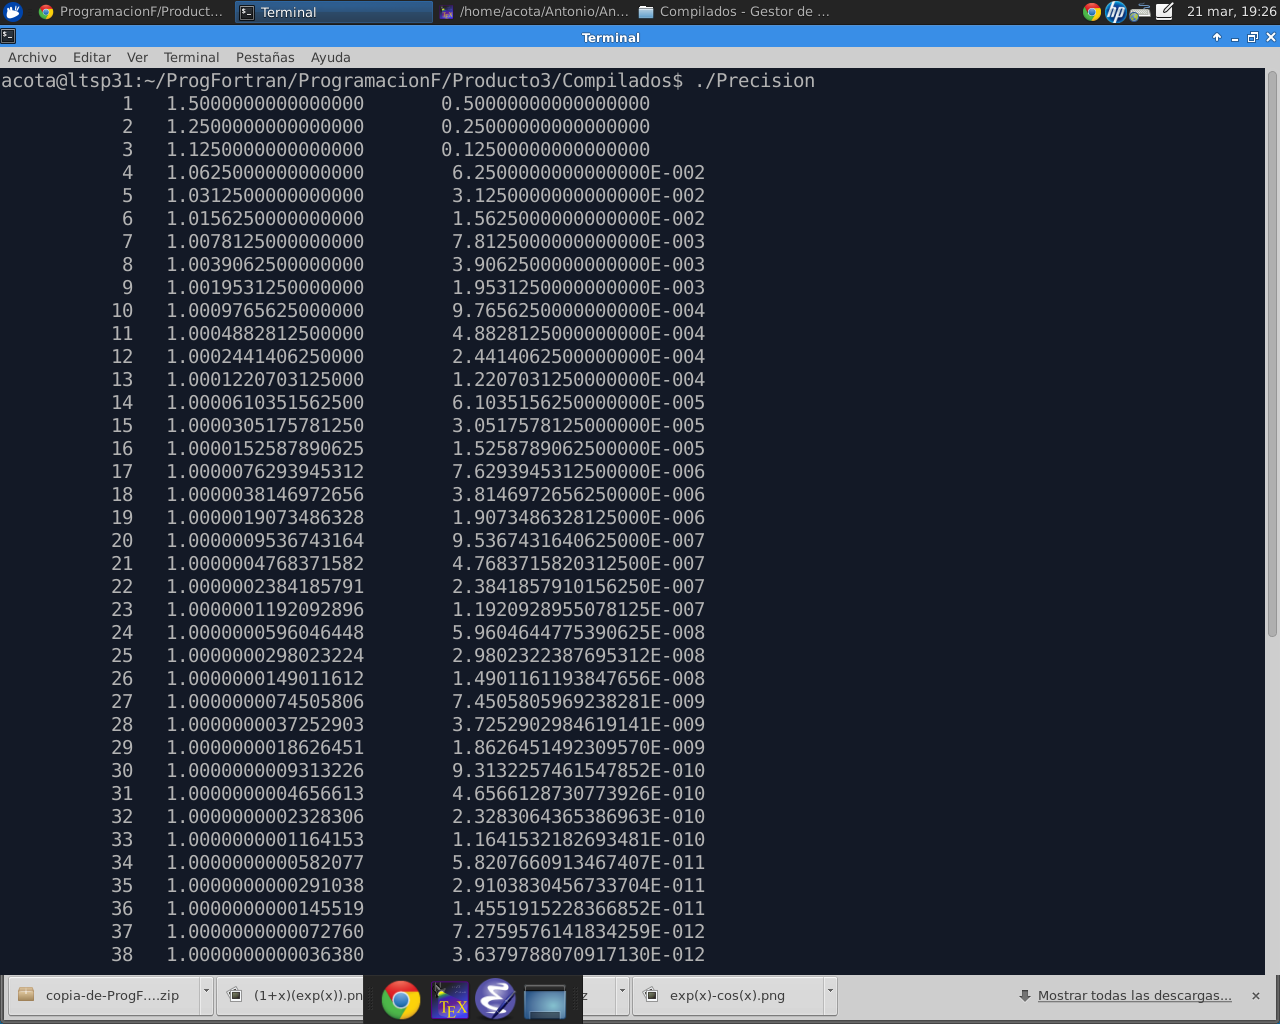 ProgramacionF/Product...
Terminal
/home/acota/Antonio/An...
Compilados - Gestor de ...
21 mar, 19:26
Terminal
Archivo Editar Ver Terminal Pestañas Ayuda
acota@ltsp31:~/ProgFortran/ProgramacionF/Producto3/Compilados$ ./Precision
1 1.5000000000000000 0.50000000000000000
2 1.2500000000000000 0.25000000000000000
3 1.1250000000000000 0.12500000000000000
4 1.0625000000000000 6.2500000000000000E-002
5 1.0312500000000000 3.1250000000000000E-002
6 1.0156250000000000 1.5625000000000000E-002
7 1.0078125000000000 7.8125000000000000E-003
8 1.0039062500000000 3.9062500000000000E-003
9 1.0019531250000000 1.9531250000000000E-003
10 1.0009765625000000 9.7656250000000000E-004
11 1.0004882812500000 4.8828125000000000E-004
12 1.0002441406250000 2.4414062500000000E-004
13 1.0001220703125000 1.2207031250000000E-004
14 1.0000610351562500 6.1035156250000000E-005
15 1.0000305175781250 3.0517578125000000E-005
16 1.0000152587890625 1.5258789062500000E-005
17 1.0000076293945312 7.6293945312500000E-006
18 1.0000038146972656 3.8146972656250000E-006
19 1.0000019073486328 1.9073486328125000E-006
20 1.0000009536743164 9.5367431640625000E-007
21 1.0000004768371582 4.7683715820312500E-007
22 1.0000002384185791 2.3841857910156250E-007
23 1.0000001192092896 1.1920928955078125E-007
24 1.0000000596046448 5.9604644775390625E-008
25 1.0000000298023224 2.9802322387695312E-008
26 1.0000000149011612 1.4901161193847656E-008
27 1.0000000074505806 7.4505805969238281E-009
28 1.0000000037252903 3.7252902984619141E-009
29 1.0000000018626451 1.8626451492309570E-009
30 1.0000000009313226 9.3132257461547852E-010
31 1.0000000004656613 4.6566128730773926E-010
32 1.0000000002328306 2.3283064365386963E-010
33 1.0000000001164153 1.1641532182693481E-010
34 1.0000000000582077 5.8207660913467407E-011
35 1.0000000000291038 2.9103830456733704E-011
36 1.0000000000145519 1.4551915228366852E-011
37 1.0000000000072760 7.2759576141834259E-012
38 1.0000000000036380 3.6379788070917130E-012
copia-de-ProgF....zip
(1+x)(exp(x)).pn
TEX
z
exp(x)-cos(x).png
Mostrar todas las descargas...